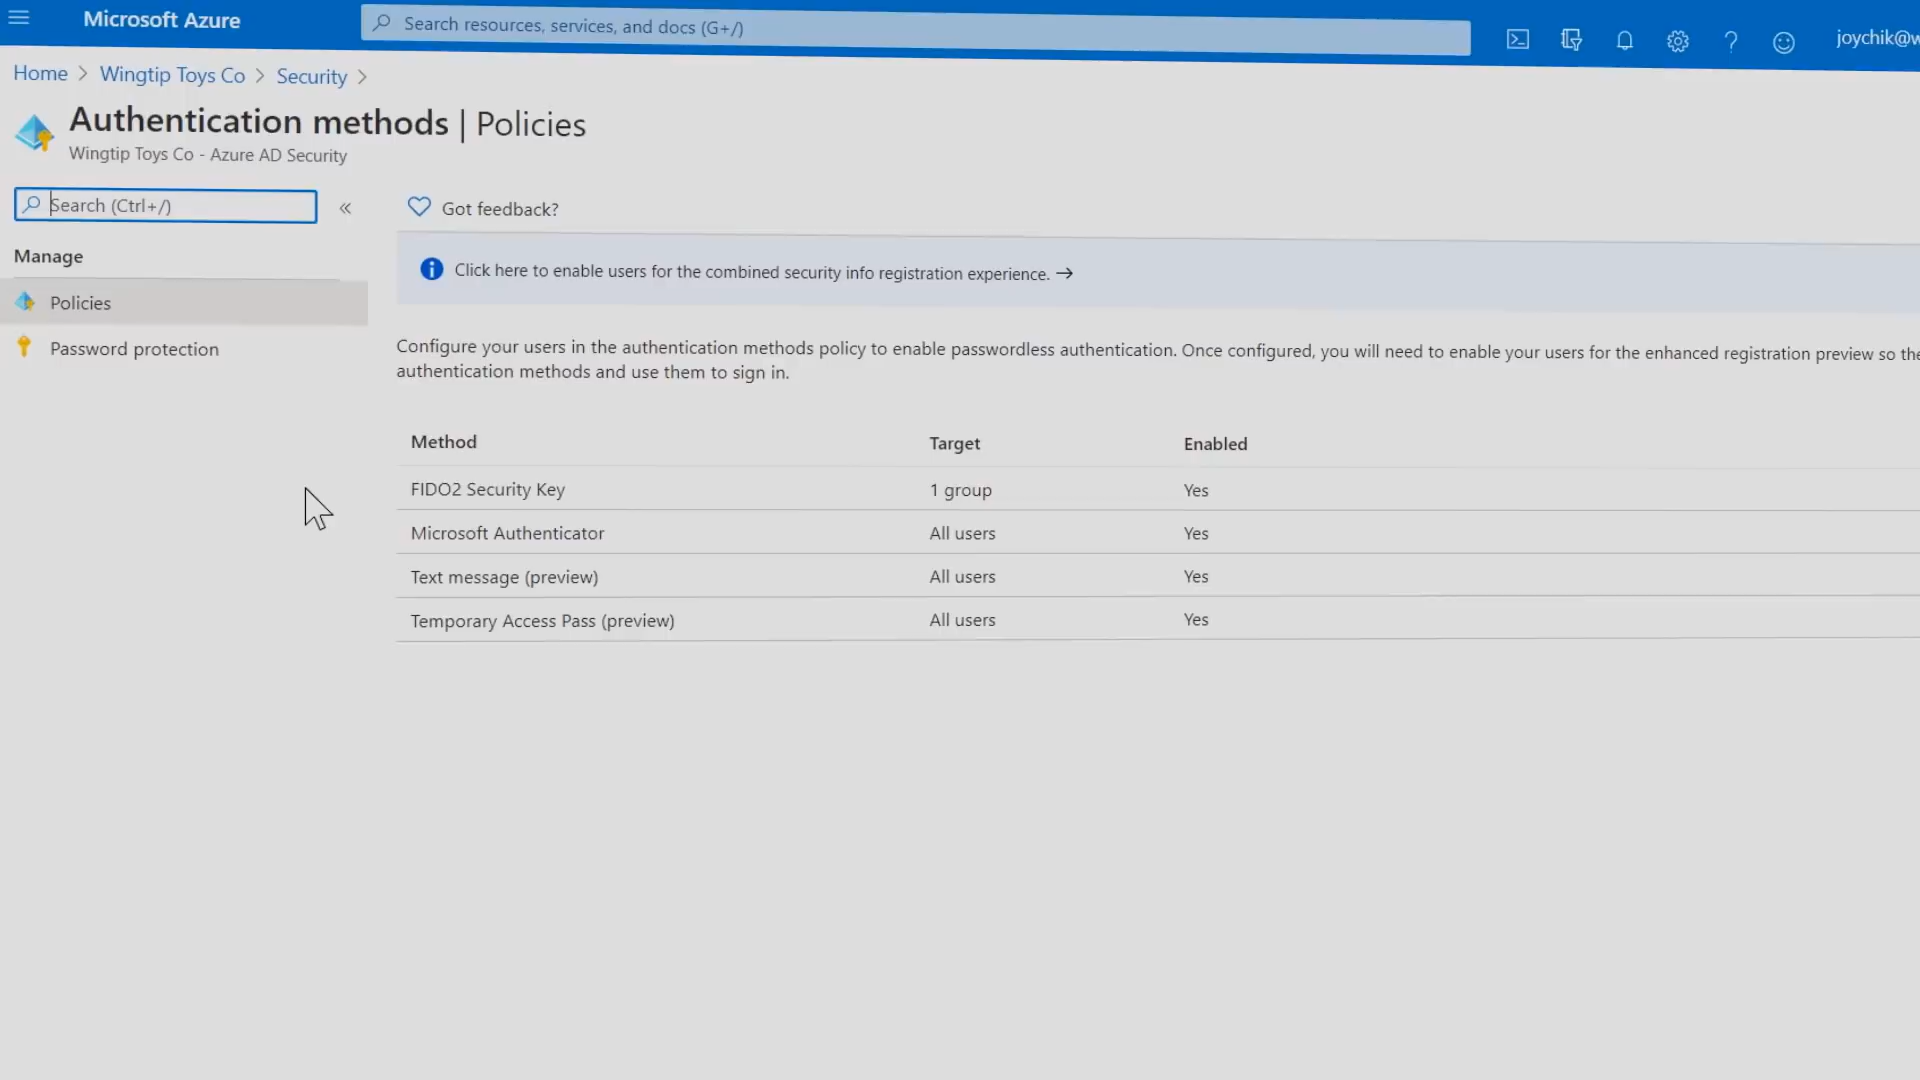 Microsoft Azure
Search resources, services, and docs (G+/)
joychik@w
Home > Wingtip Toys Co > Security >
Authentication methods | Policies
Wingtip Toys Co - Azure AD Security
Search (Ctrl+/)
«
Got feedback?
Manage
Click here to enable users for the combined security info registration experience. →
Policies
Password protection
Configure your users in the authentication methods policy to enable passwordless authentication. Once configured, you will need to enable your users for the enhanced registration preview so the
authentication methods and use them to sign in.
Method Target Enabled
FIDO2 Security Key 1 group Yes
Microsoft Authenticator All users Yes
Text message (preview) All users Yes
Temporary Access Pass (preview) All users Yes